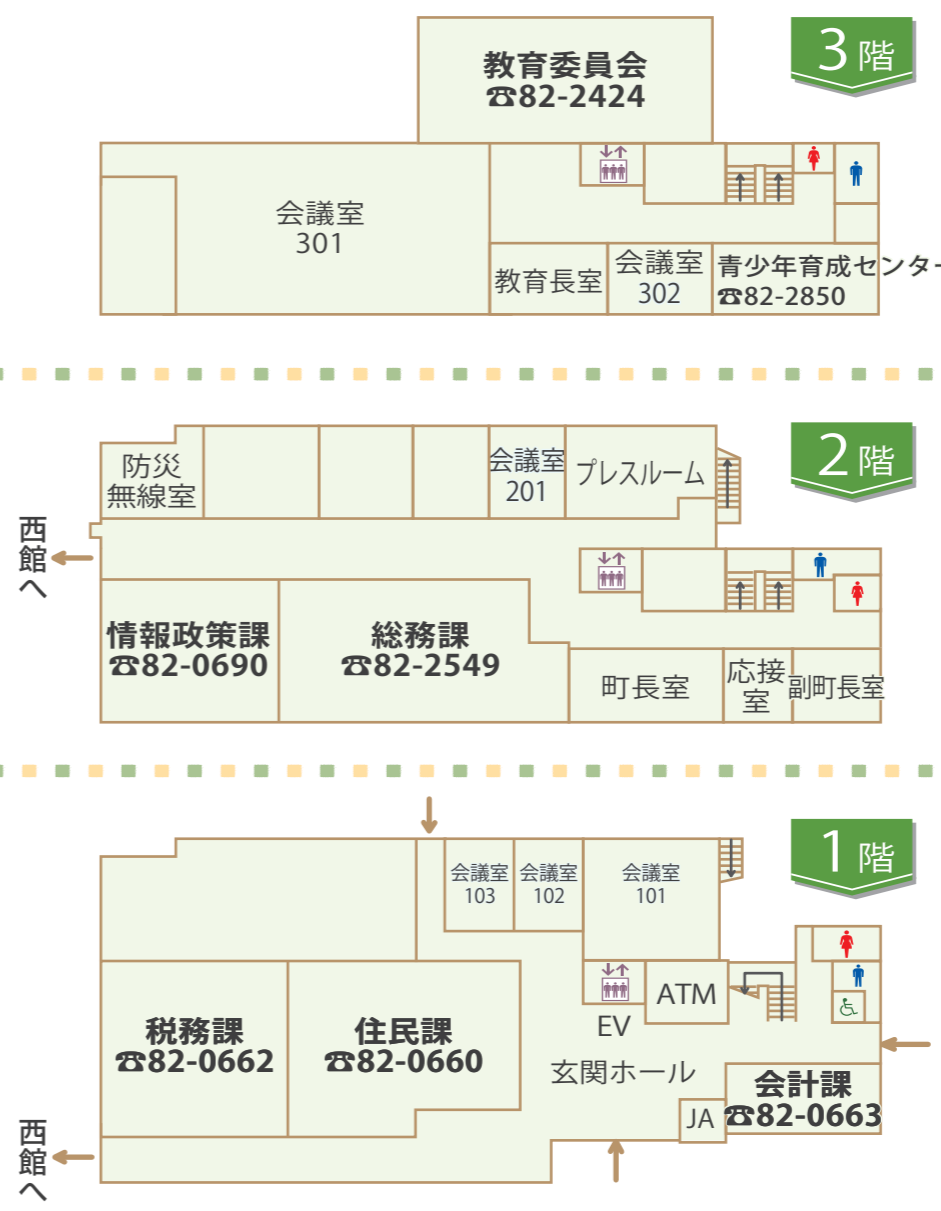 3階
教育委員会
☎82-2424
会議室
301
教育長室
会議室
302
青少年育成センター
☎82-2850
2階
防災
無線室
会議室
201
プレスルーム
西館へ
情報政策課
☎82-0690
総務課
☎82-2549
町長室
応接
室
副町長室
1階
会議室
103
会議室
102
会議室
101
ATM
EV
玄関ホール
税務課
☎82-0662
住民課
☎82-0660
会計課
☎82-0663
JA
西館へ